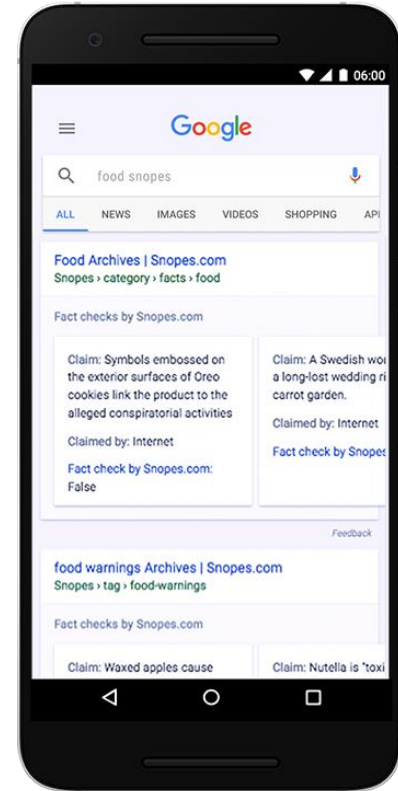 06:00
Google
food snopes
ALL NEWS IMAGES VIDEOS SHOPPING
Food Archives | Snopes.com
Snopes › category › facts › food
Fact checks by Snopes.com
Claim: Symbols embossed on
the exterior surfaces of Oreo
cookies link the product to the
alleged conspiratorial activities
Claimed by: Internet
Fact check by Snopes.com:
False
Claim: A Swedish
a long-lost wedding
carrot garden.
Claimed by: Internet
Fact check by
Feedback
food warnings Archives | Snopes.com
Snopes › tag › food-warnings
Fact checks by Snopes.com
Claim: Waxed apples cause
Claim: Nutella is